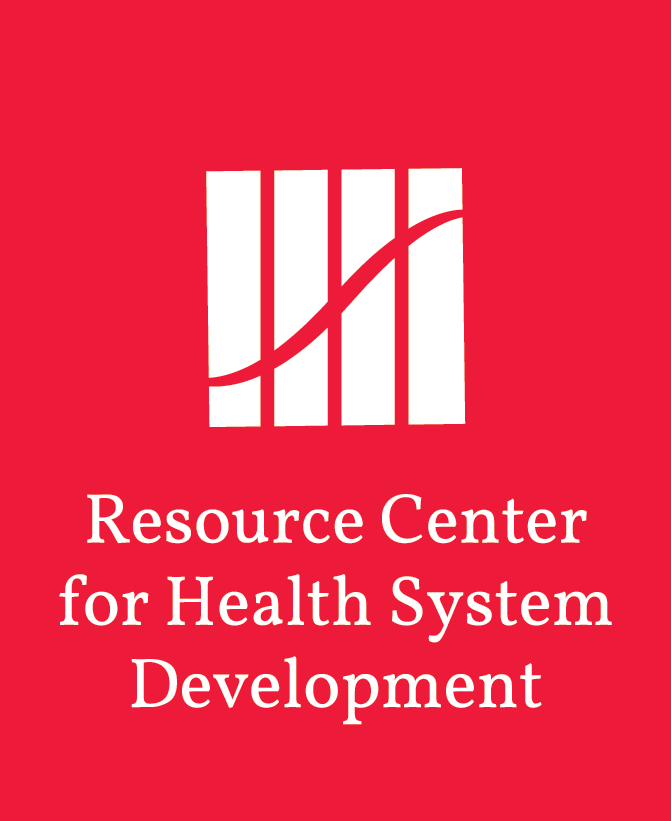 Resource Center
for Health System
Development